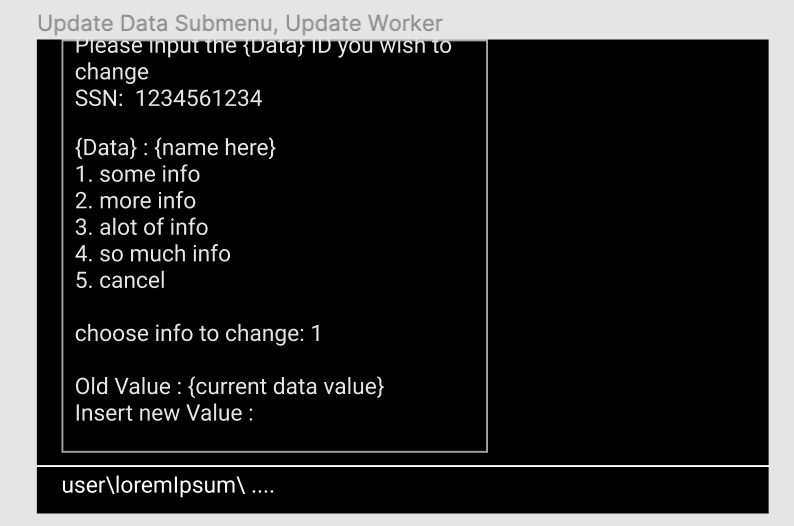 Update Data Submenu, Update Worker
Please input the {Data} ID you wish to
change
SSN: 1234561234
{Data} : {name here}
1. some info
2. more info
3. alot of info
4. so much info
5. cancel
choose info to change: 1
Old Value : {current data value}
Insert new Value :
user\loremIpsum\ ....